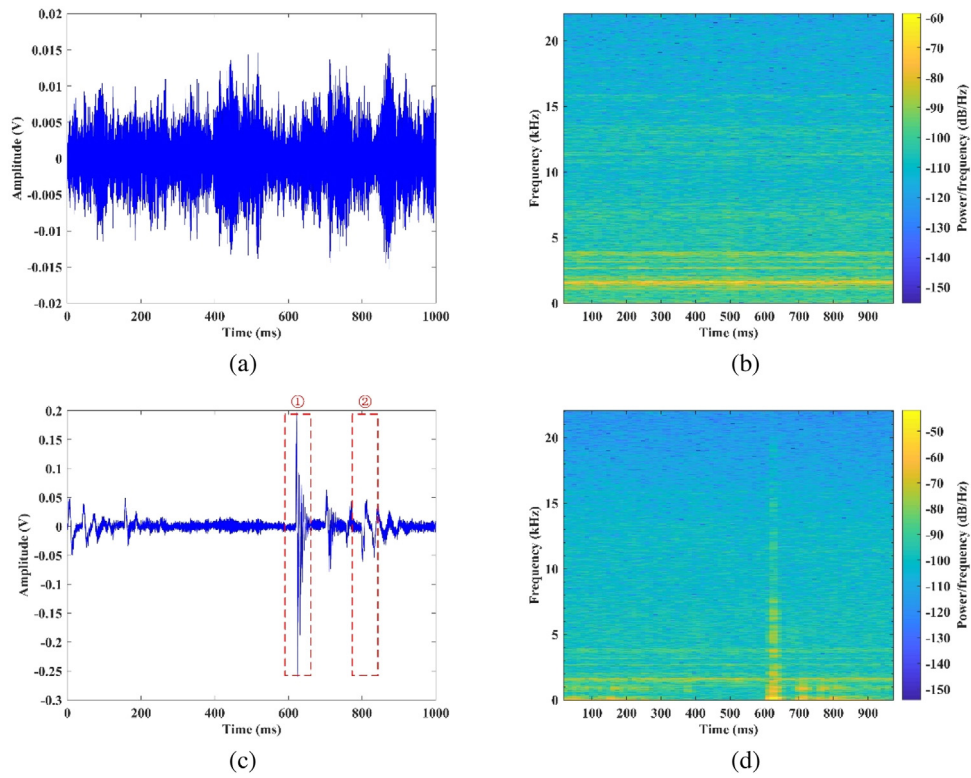 0.02
0.015
0.01
0.005
0
-0.005
-0.01
-0.015
-0.02
Amplitude (V)
0 200 400 600 800 1000
Time (ms)
(a)
20
15
10
5
0
Frequency (kHz)
100 200 300 400 500 600 700 800 900
Time (ms)
-60
-70
-80
-90
-100
-110
-120
-130
-140
-150
Power/frequency (dB/Hz)
(b)
① ②
0.2
0.15
0.1
0.05
0
-0.05
-0.1
-0.15
-0.2
-0.25
-0.3
Amplitude (V)
0 200 400 600 800 1000
Time (ms)
(c)
20
15
10
5
0
Frequency (kHz)
100 200 300 400 500 600 700 800 900
Time (ms)
-50
-60
-70
-80
-90
-100
-110
-120
-130
-140
-150
Power/frequency (dB/Hz)
(d)